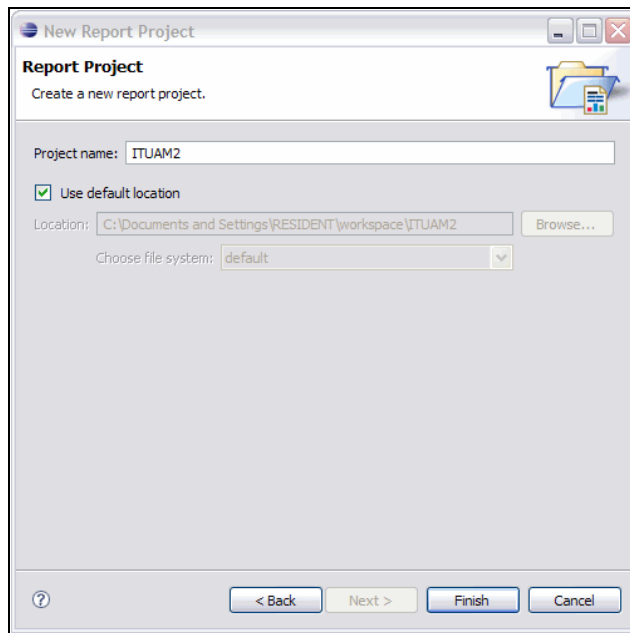 New Report Project
Report Project
Create a new report project.
Project name: ITUAM2
Use default location
Location: C:\Documents and Settings\RESIDENT\workspace\ITUAM2 Browse...
Choose file system: default
? < Back Next > Finish Cancel